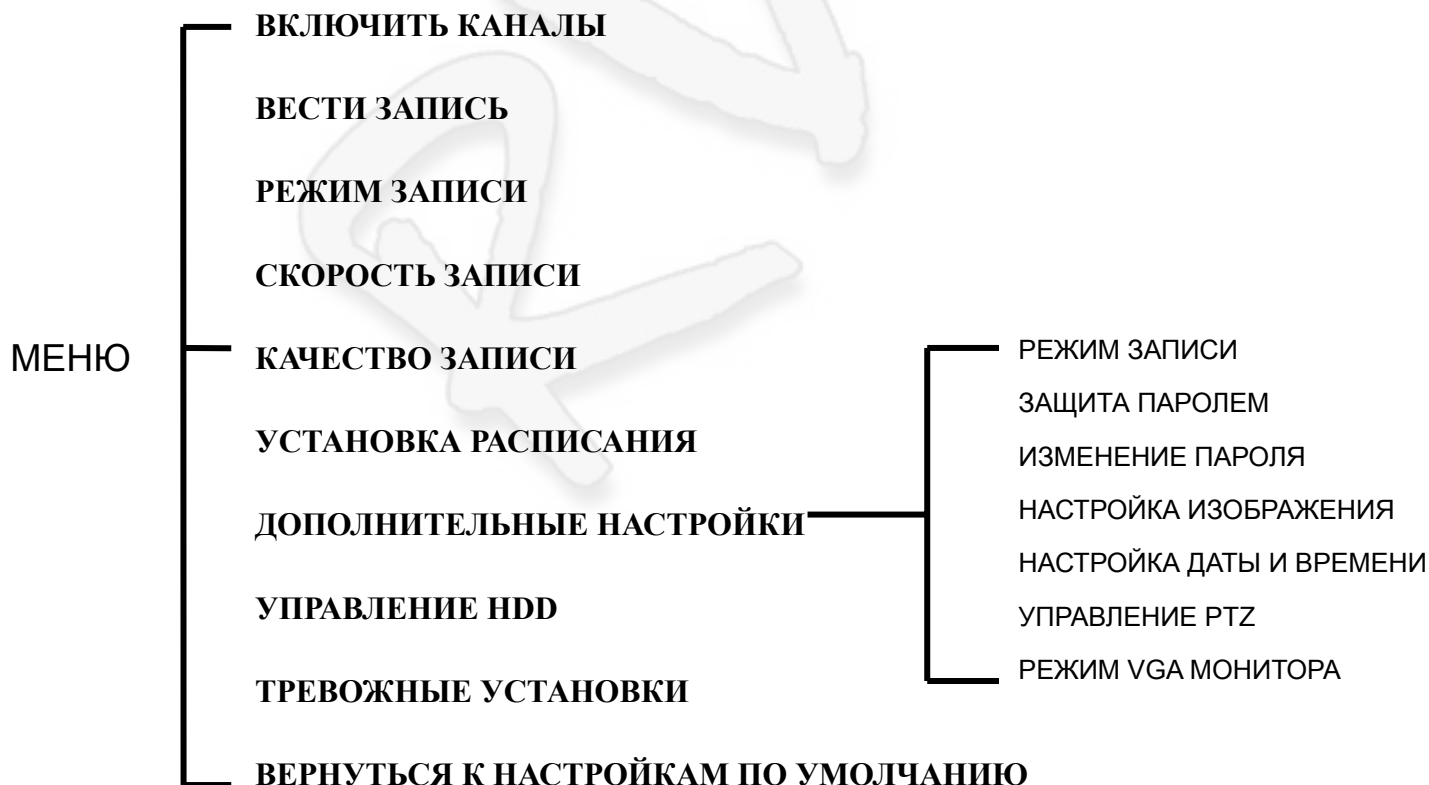 ВКЛЮЧИТЬ КАНАЛЫ
ВЕСТИ ЗАПИСЬ
РЕЖИМ ЗАПИСИ
СКОРОСТЬ ЗАПИСИ
МЕНЮ
КАЧЕСТВО ЗАПИСИ
УСТАНОВКА РАСПИСАНИЯ
ДОПОЛНИТЕЛЬНЫЕ НАСТРОЙКИ
УПРАВЛЕНИЕ HDD
ТРЕВОЖНЫЕ УСТАНОВКИ
ВЕРНУТЬСЯ К НАСТРОЙКАМ ПО УМОЛЧАНИЮ
РЕЖИМ ЗАПИСИ
ЗАЩИТА ПАРОЛЕМ
ИЗМЕНЕНИЕ ПАРОЛЯ
НАСТРОЙКА ИЗОБРАЖЕНИЯ
НАСТРОЙКА ДАТЫ И ВРЕМЕНИ
УПРАВЛЕНИЕ PTZ
РЕЖИМ VGA МОНИТОРА